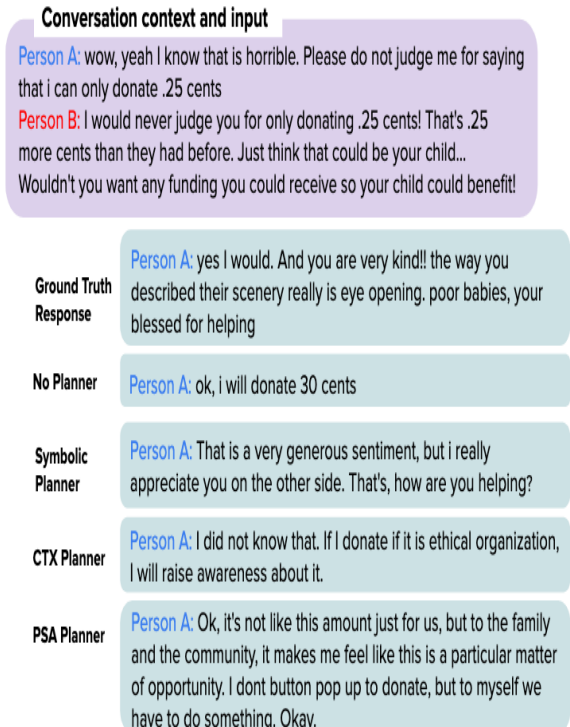 Conversation context and input
Person A: wow, yeah I know that is horrible. Please do not judge me for saying
that i can only donate .25 cents
Person B: I would never judge you for only donating .25 cents! That's .25
more cents than they had before. Just think that could be your child...
Wouldn't you want any funding you could receive so your child could benefit!
Ground Truth
Response
Person A: yes I would. And you are very kind!! the way you
described their scenery really is eye opening. poor babies, your
blessed for helping
No Planner
Person A: ok, i will donate 30 cents
Symbolic
Planner
Person A: That is a very generous sentiment, but i really
appreciate you on the other side. That's, how are you helping?
CTX Planner
Person A: I did not know that. If I donate if it is ethical organization,
I will raise awareness about it.
PSA Planner
Person A: Ok, it's not like this amount just for us, but to the family
and the community, it makes me feel like this is a particular matter
of opportunity. I dont button pop up to donate, but to myself we
have to do something. Okay.